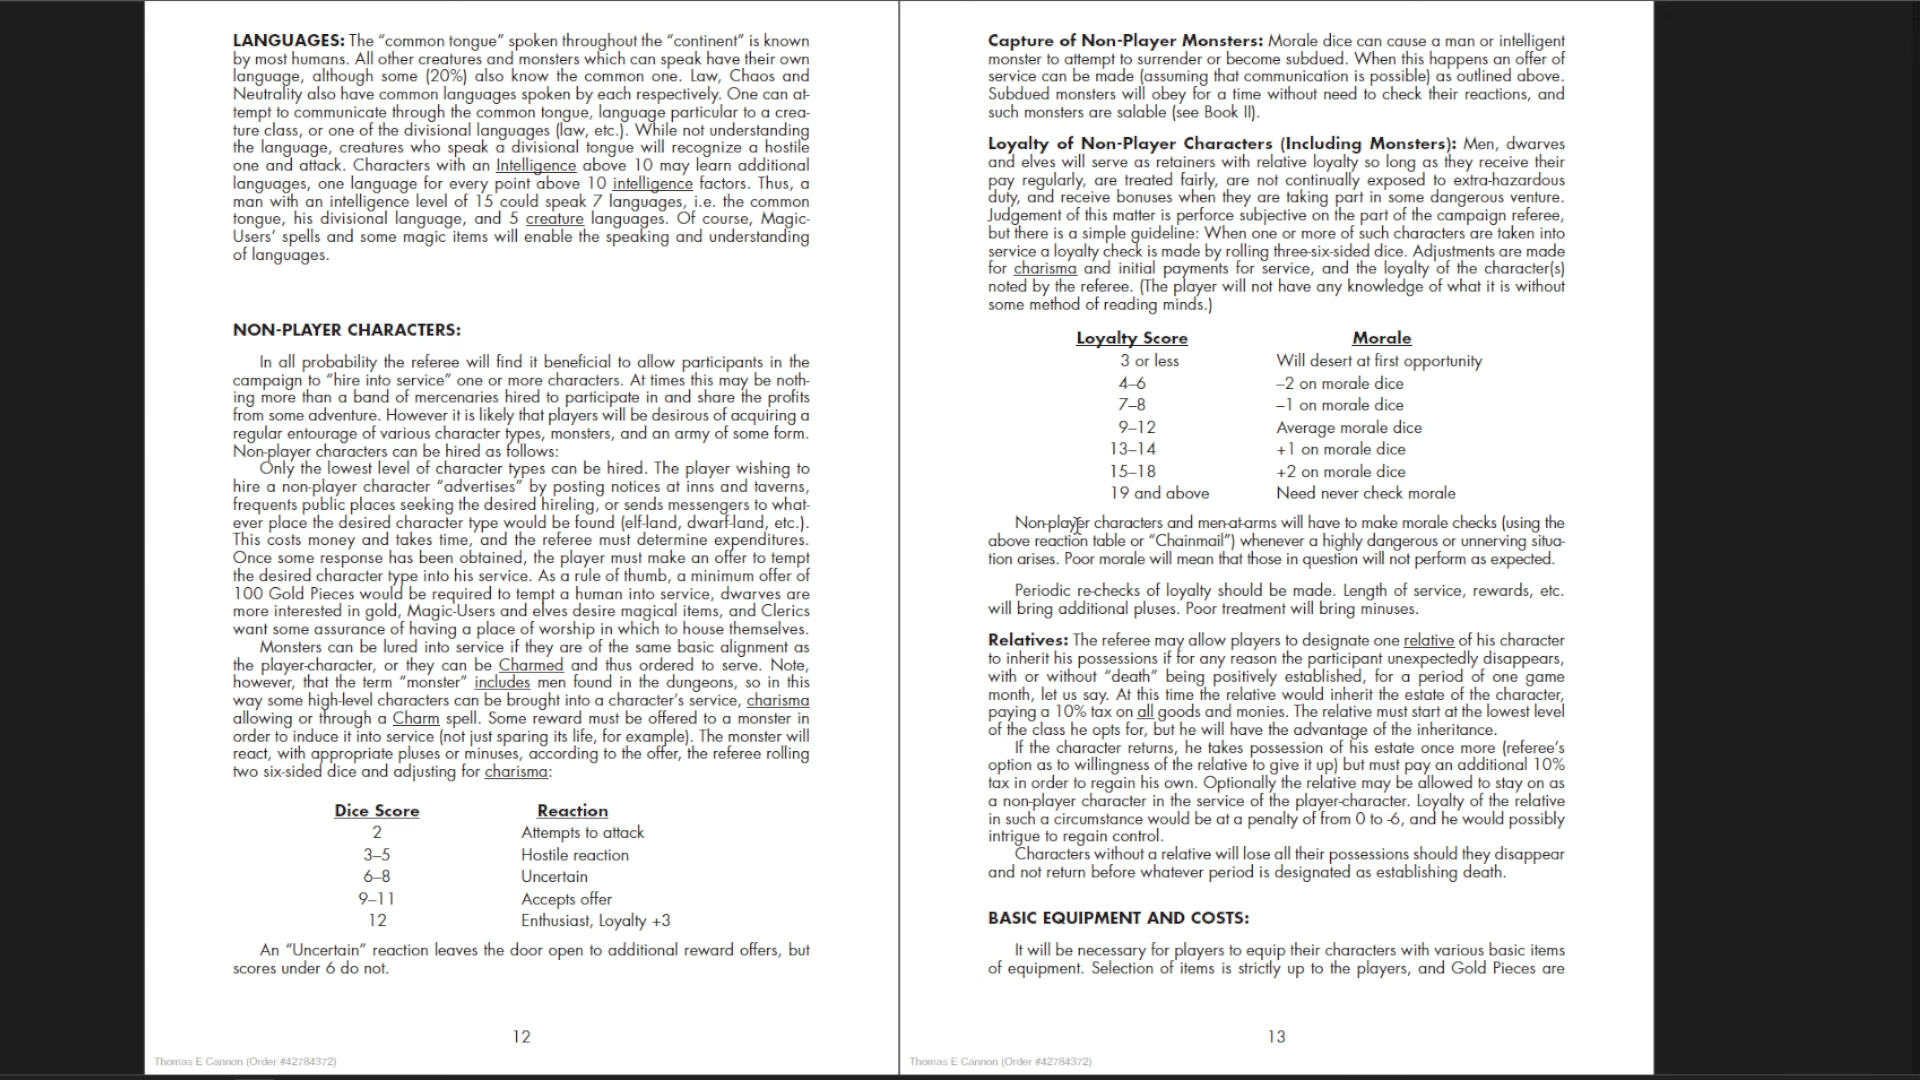 LANGUAGES: The “common tongue” spoken throughout the “continent” is known
by most humans. All other creatures and monsters which can speak have their own
language, although some (20%) also know the common one. Law, Chaos and
Neutrality also have common languages spoken by each respectively. One can at-
tempt to communicate through the common tongue, language particular to a crea-
ture class, or one of the divisional languages (law, etc.). While not understanding
the language, creatures who speak a divisional tongue will recognize a hostile
one and attack. Characters with an Intelligence above 10 may learn additional
languages, one language for every point above 10 intelligence factors. Thus, a
man with an intelligence level of 15 could speak 7 languages, i.e. the common
tongue, his divisional language, and 5 creature languages. Of course, Magic-
Users’ spells and some magic items will enable the speaking and understanding
of languages.
NON-PLAYER CHARACTERS:
In all probability the referee will find it beneficial to allow participants in the
campaign to “hire into service” one or more characters. At times this may be noth-
ing more than a band of mercenaries hired to participate in and share the profits
from some adventure. However it is likely that players will be desirous of acquiring a
regular entourage of various character types, monsters, and an army of some form.
Non-player characters can be hired as follows:
Only the lowest level of character types can be hired. The player wishing to
hire a non-player character “advertises” by posting notices at inns and taverns,
frequents public places seeking the desired hireling, or sends messengers to what-
ever place the desired character type would be found (elf-land, dwarf-land, etc.).
This costs money and takes time, and the referee must determine expenditures.
Once some response has been obtained, the player must make an offer to tempt
the desired character type into his service. As a rule of thumb, a minimum offer of
100 Gold Pieces would be required to tempt a human into service, dwarves are
more interested in gold, Magic-Users and elves desire magical items, and Clerics
want some assurance of having a place of worship in which to house themselves.
Monsters can be lured into service if they are of the same basic alignment as
the player-character, or they can be Charmed and thus ordered to serve. Note,
however, that the term “monster” includes men found in the dungeons, so in this
way some high-level characters can be brought into a character’s service, charisma
allowing or through a Charm spell. Some reward must be offered to a monster in
order to induce it into service (not just sparing its life, for example). The monster will
react, with appropriate pluses or minuses, according to the offer, the referee rolling
two six-sided dice and adjusting for charisma:
Dice Score Reaction
2 Attempts to attack
3–5 Hostile reaction
6–8 Uncertain
9–11 Accepts offer
12 Enthusiast, Loyalty +3
An “Uncertain” reaction leaves the door open to additional reward offers, but
scores under 6 do not.
12
Thomas E Cannon (Order #42784372)
Capture of Non-Player Monsters: Morale dice can cause a man or intelligent
monster to attempt to surrender or become subdued. When this happens an offer of
service can be made (assuming that communication is possible) as outlined above.
Subdued monsters will obey for a time without need to check their reactions, and
such monsters are salable (see Book II).
Loyalty of Non-Player Characters (Including Monsters): Men, dwarves
and elves will serve as retainers with relative loyalty so long as they receive their
pay regularly, are treated fairly, are not continually exposed to extra-hazardous
duty, and receive bonuses when they are taking part in some dangerous venture.
Judgement of this matter is perforce subjective on the part of the campaign referee,
but there is a simple guideline: When one or more of such characters are taken into
service a loyalty check is made by rolling three-six-sided dice. Adjustments are made
for charisma and initial payments for service, and the loyalty of the character(s)
noted by the referee. (The player will not have any knowledge of what it is without
some method of reading minds.)
Loyalty Score Morale
3 or less Will desert at first opportunity
4–6 –2 on morale dice
7–8 –1 on morale dice
9–12 Average morale dice
13–14 +1 on morale dice
15–18 +2 on morale dice
19 and above Need never check morale
Non-player characters and men-at-arms will have to make morale checks (using the
above reaction table or “Chainmail”) whenever a highly dangerous or unnerving situa-
tion arises. Poor morale will mean that those in question will not perform as expected.
Periodic re-checks of loyalty should be made. Length of service, rewards, etc.
will bring additional pluses. Poor treatment will bring minuses.
Relatives: The referee may allow players to designate one relative of his character
to inherit his possessions if for any reason the participant unexpectedly disappears,
with or without “death” being positively established, for a period of one game
month, let us say. At this time the relative would inherit the estate of the character,
paying a 10% tax on all goods and monies. The relative must start at the lowest level
of the class he opts for, but he will have the advantage of the inheritance.
If the character returns, he takes possession of his estate once more (referee’s
option as to willingness of the relative to give it up) but must pay an additional 10%
tax in order to regain his own. Optionally the relative may be allowed to stay on as
a non-player character in the service of the player-character. Loyalty of the relative
in such a circumstance would be at a penalty of from 0 to -6, and he would possibly
intrigue to regain control.
Characters without a relative will lose all their possessions should they disappear
and not return before whatever period is designated as establishing death.
BASIC EQUIPMENT AND COSTS:
It will be necessary for players to equip their characters with various basic items
of equipment. Selection of items is strictly up to the players, and Gold Pieces are
13
Thomas E Cannon (Order #42784372)